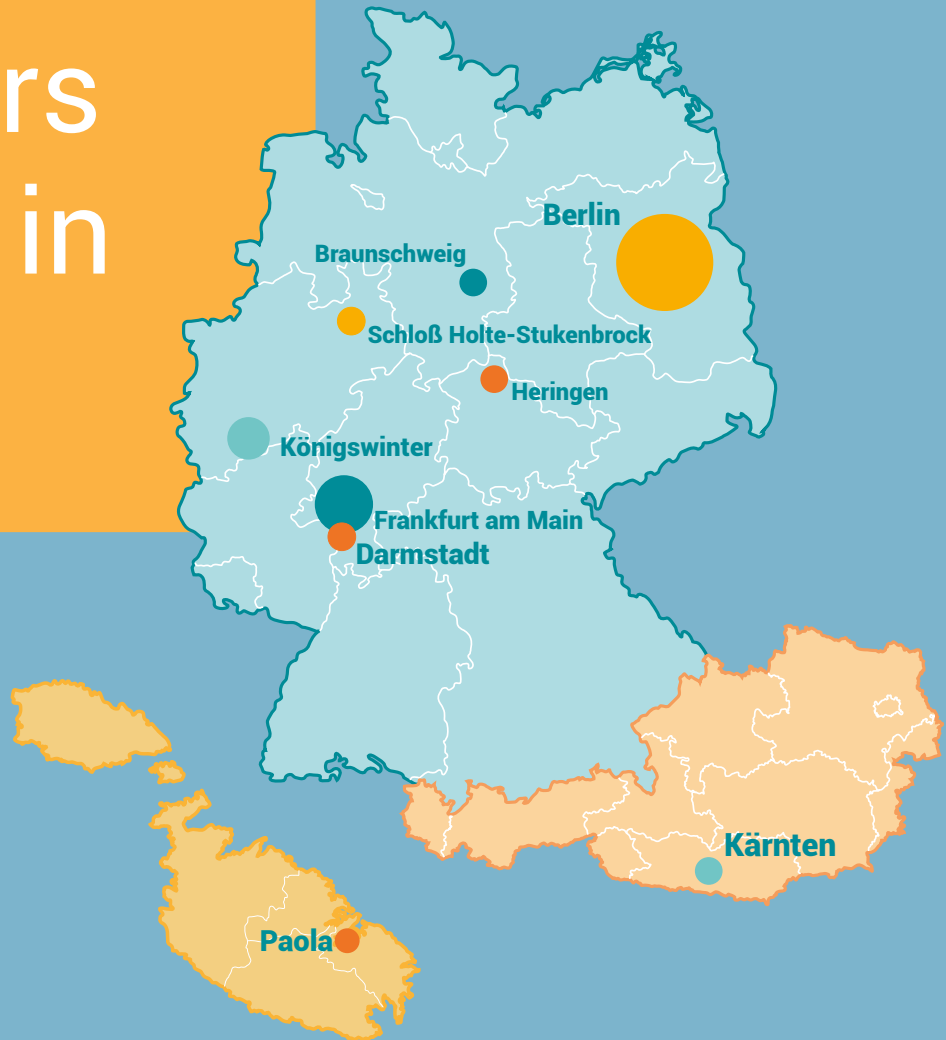 rs
in
Berlin
Braunschweig
Schloß Holte-Stukenbrock
Heringen
Königswinter
Frankfurt am Main
Darmstadt
Kärnten
Paola